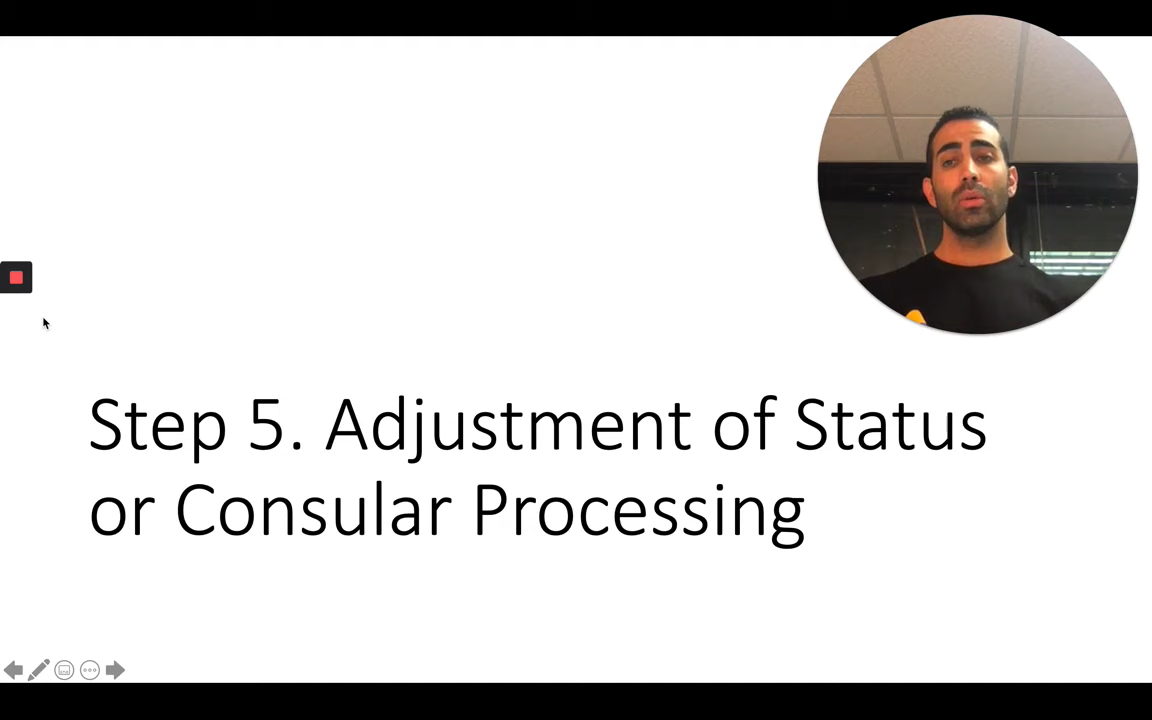 Step 5. Adjustment of Status
or Consular Processing